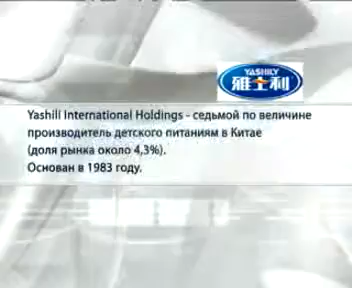 YASHILY
雅士利
Yashili International Holdings - седьмой по величине
производитель детского питаниям в Китае
(доля рынка около 4,3%).
Основан в 1983 году.